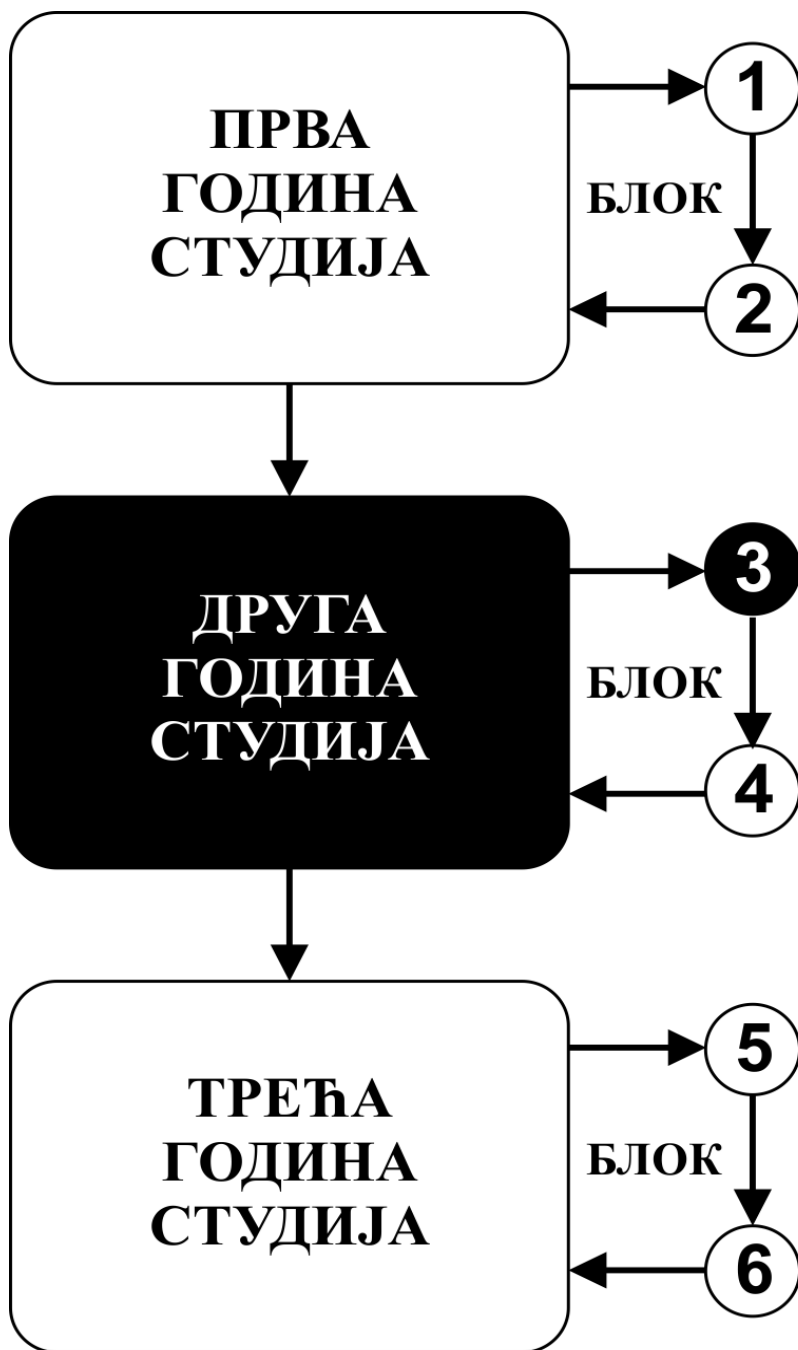 ПРВА
ГОДИНА
СТУДИЈА
1
БЛОК
2
ДРУГА
ГОДИНА
СТУДИЈА
3
БЛОК
4
ТРЕЋА
ГОДИНА
СТУДИЈА
5
БЛОК
6